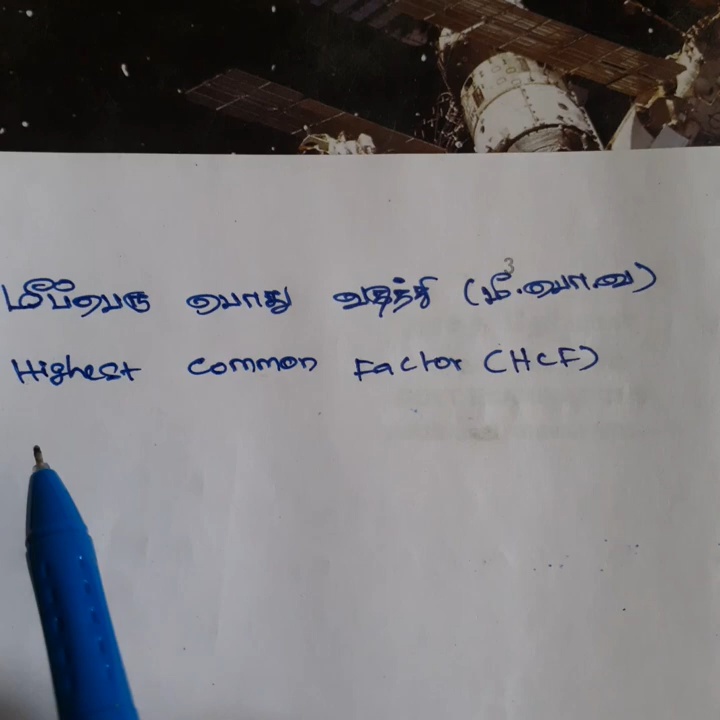 மீப்பெரு பொது வகுத்தி (மீ.பொ.வ)
Highest Common Factor (HCF)